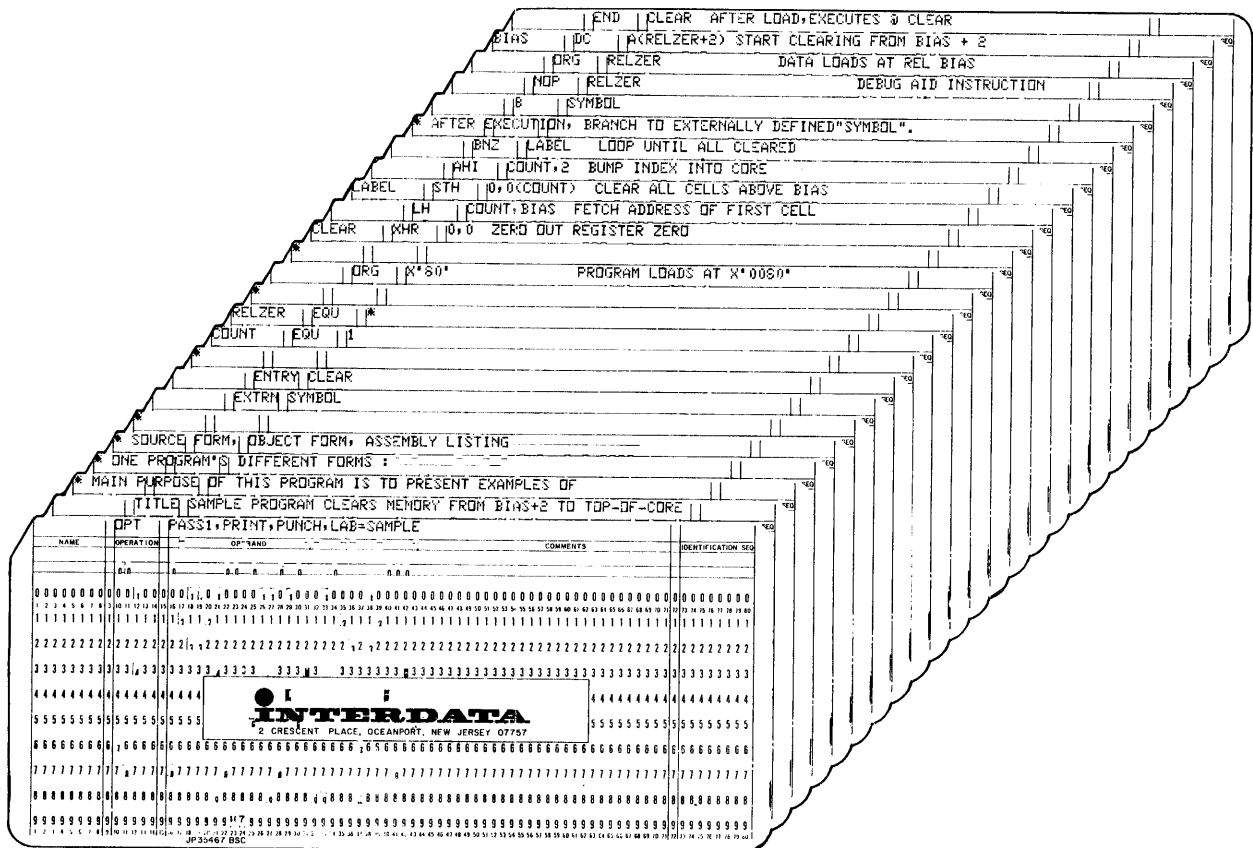 END CLEAR AFTER LOAD,EXECUTES @ CLEAR
BIAS DC A(RELZER+2) START CLEARING FROM BIAS + 2
ORG RELZER DATA LOADS AT REL BIAS
NOP RELZER DEBUG AID INSTRUCTION
B SYMBOL
* AFTER EXECUTION, BRANCH TO EXTERNALLY DEFINED"SYMBOL".
BNZ LABEL LOOP UNTIL ALL CLEARED
AHI COUNT,2 BUMP INDEX INTO CORE
LABEL STH 0,0(COUNT) CLEAR ALL CELLS ABOVE BIAS
LH COUNT,BIAS FETCH ADDRESS OF FIRST CELL
CLEAR XHR 0,0 ZERO OUT REGISTER ZERO
*
ORG X"80" PROGRAM LOADS AT X"0080"
*
RELZER EQU *
COUNT EQU 1
*
ENTRY CLEAR
EXTRN SYMBOL
*
* SOURCE FORM, OBJECT FORM, ASSEMBLY LISTING
* ONE PROGRAM"S DIFFERENT FORMS :
* MAIN PURPOSE OF THIS PROGRAM IS TO PRESENT EXAMPLES OF
TITLE SAMPLE PROGRAM CLEARS MEMORY FROM BIAS+2 TO TOP-OF-CORE
OPT PASS1,PRINT,PUNCH,LAB=SAMPLE
SEQ
NAME OPERATION OPERAND COMMENTS IDENTIFICATION SEQ
INTERDATA
2 CRESCENT PLACE, OCEANPORT, NEW JERSEY 07757
JP35467 BSC